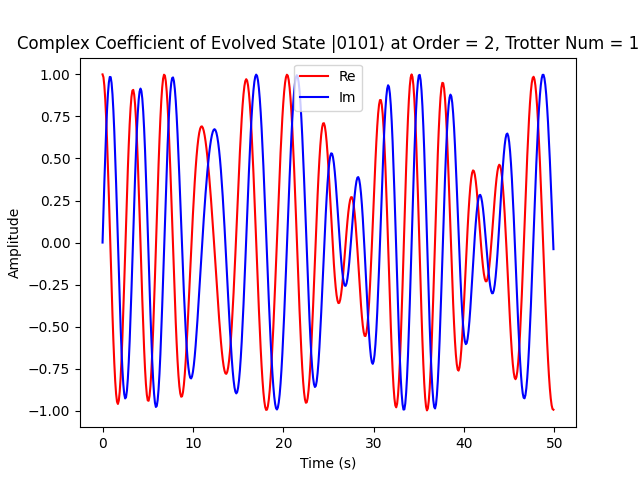 Complex Coefficient of Evolved State |0101⟩ at Order = 2, Trotter Num = 1
Re
Im
1.00
0.75
0.50
0.25
0.00
−0.25
−0.50
−0.75
−1.00
Amplitude
0 10 20 30 40 50
Time (s)